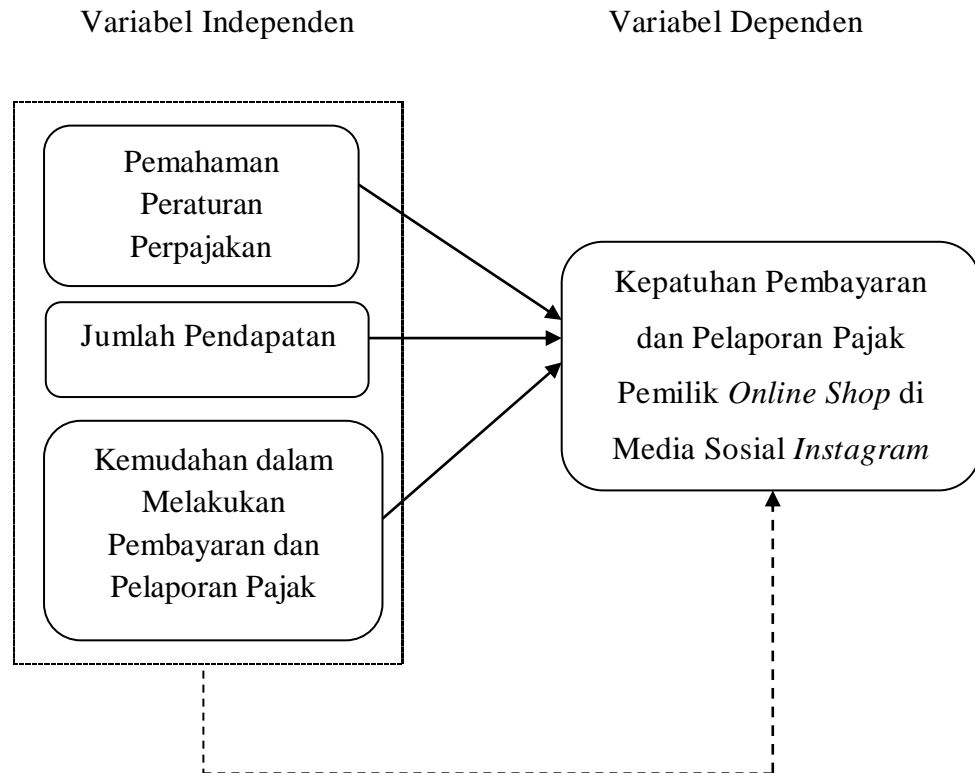 Variabel Independen
Variabel Dependen
Pemahaman
Peraturan
Perpajakan
Jumlah Pendapatan
Kemudahan dalam
Melakukan
Pembayaran dan
Pelaporan Pajak
Kepatuhan Pembayaran
dan Pelaporan Pajak
Pemilik Online Shop di
Media Sosial Instagram